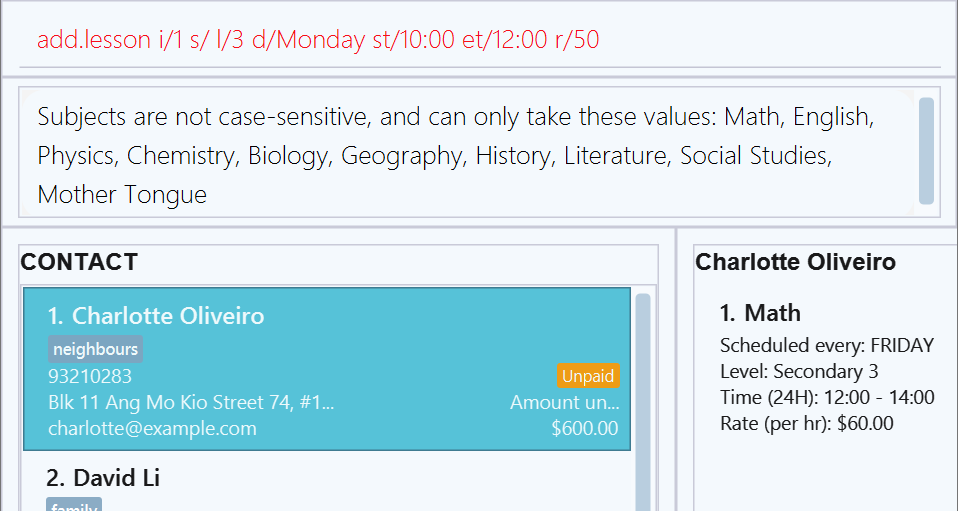 add.lesson i/1 s/ l/3 d/Monday st/10:00 et/12:00 r/50
Subjects are not case-sensitive, and can only take these values: Math, English,
Physics, Chemistry, Biology, Geography, History, Literature, Social Studies,
Mother Tongue
CONTACT
1. Charlotte Oliveiro
neighbours
93210283
Unpaid
Blk 11 Ang Mo Kio Street 74, #1...
Amount un...
charlotte@example.com
$600.00
2. David Li
family
Charlotte Oliveiro
1. Math
Scheduled every: FRIDAY
Level: Secondary 3
Time (24H): 12:00 - 14:00
Rate (per hr): $60.00